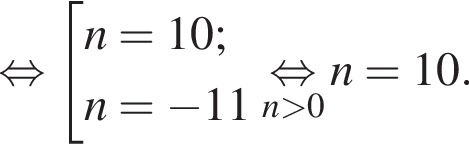 ⇔ [ n = 10;
n = −11 ⇔ n = 10.
n>0